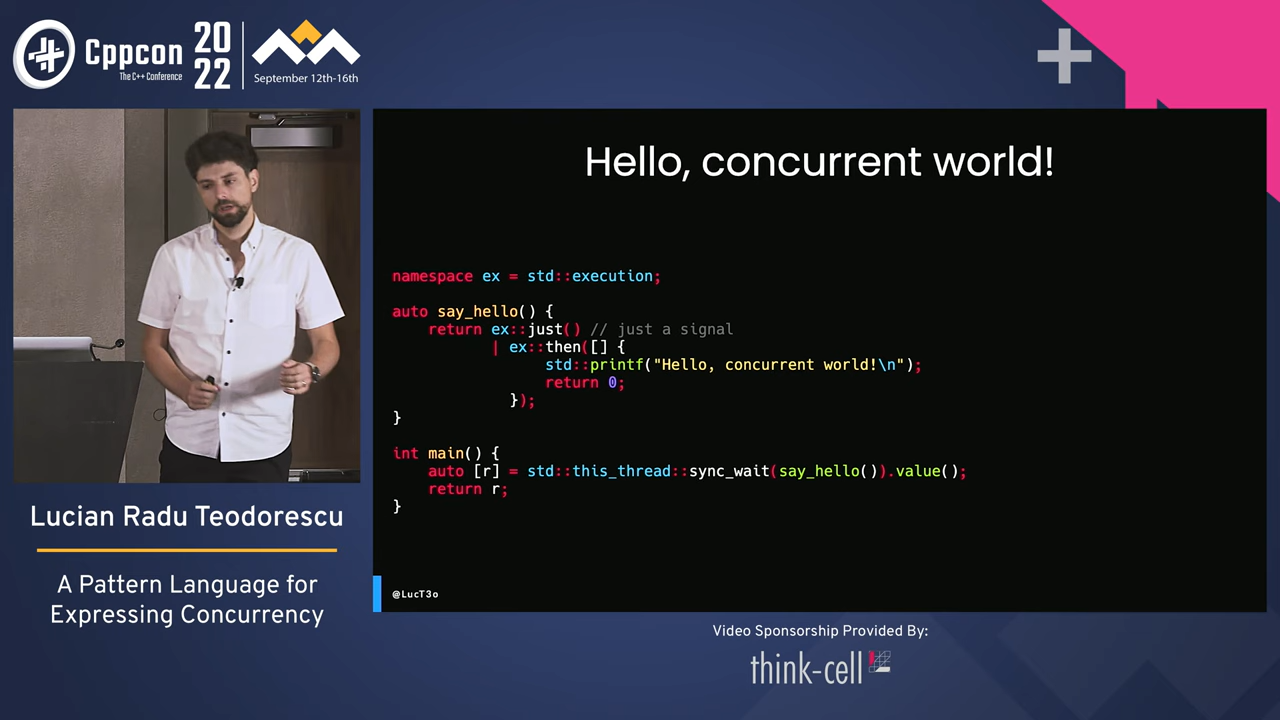 Cppcon
The C++ Conference
20
22
September 12th-16th
Hello, concurrent world!
namespace ex = std::execution;
auto say_hello() {
    return ex::just() // just a signal
           | ex::then([] {
                 std::printf("Hello, concurrent world!\n");
                 return 0;
             });
}
int main() {
    auto [r] = std::this_thread::sync_wait(say_hello()).value();
    return r;
}
@LucT3o
Lucian Radu Teodorescu
A Pattern Language for
Expressing Concurrency
Video Sponsorship Provided By:
think-cell